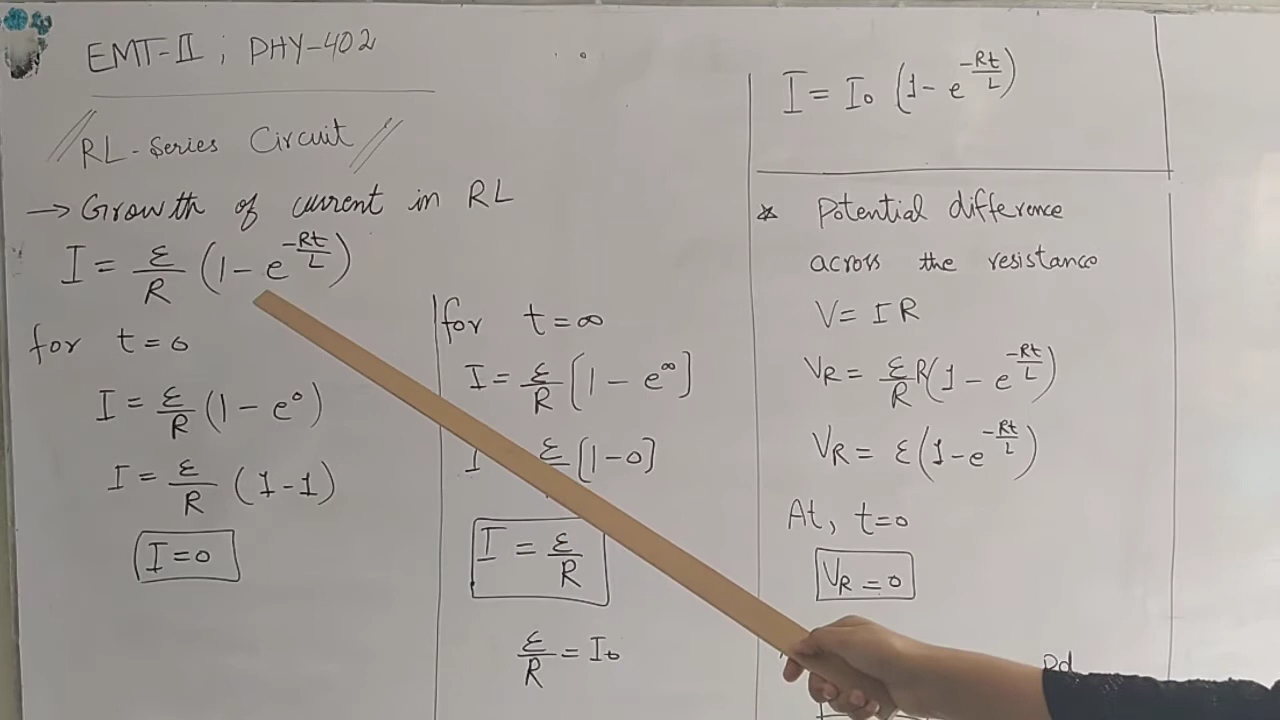 EMT-II ; PHY-402
RL-Series Circuit
→ Growth of current in RL
I = ε/R (1 - e^(-Rt/L))
for t=0
I = ε/R (1 - e^0)
I = ε/R (1-1)
I=0
for t=∞
I = ε/R [1 - e^∞]
I ε/ [1-0]
I = ε/R
ε/R = I0
I = I0 (1 - e^(-Rt/L))
* Potential difference
across the resistance
V = IR
VR = ε/R R(1 - e^(-Rt/L))
VR = ε(1-e^(-Rt/L))
At, t=0
VR = 0